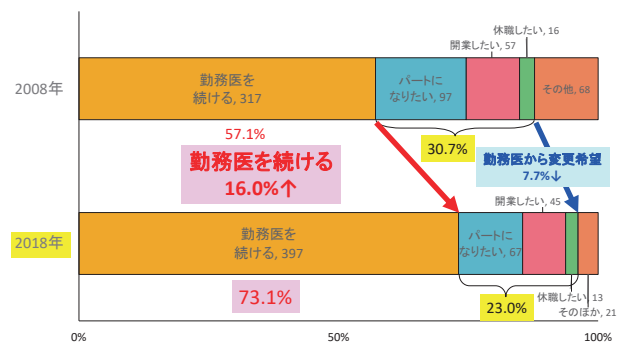 休職したい, 16
開業したい, 57
2008年
勤務医を
続ける, 317
パートに
なりたい, 97
その他, 68
57.1%
30.7%
勤務医を続ける
16.0%↑
勤務医から変更希望
7.7%↓
開業したい, 45
2018年
勤務医を
続ける, 397
パートに
なりたい, 67
73.1%
23.0%
休職したい, 13
そのほか, 21
0%
50%
100%